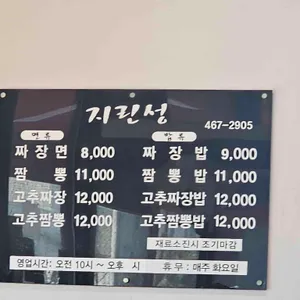 지린성
467-2905
면류 밥류
짜장면 8,000 짜장밥 9,000
짬뽕 11,000 짬뽕밥 11,000
고추짜장 12,000 고추짜장밥 12,000
고추짬뽕 12,000 고추짬뽕밥 12,000
재료소진시 조기마감
영업시간: 오전 10시~오후 시 휴무: 매주 화요일